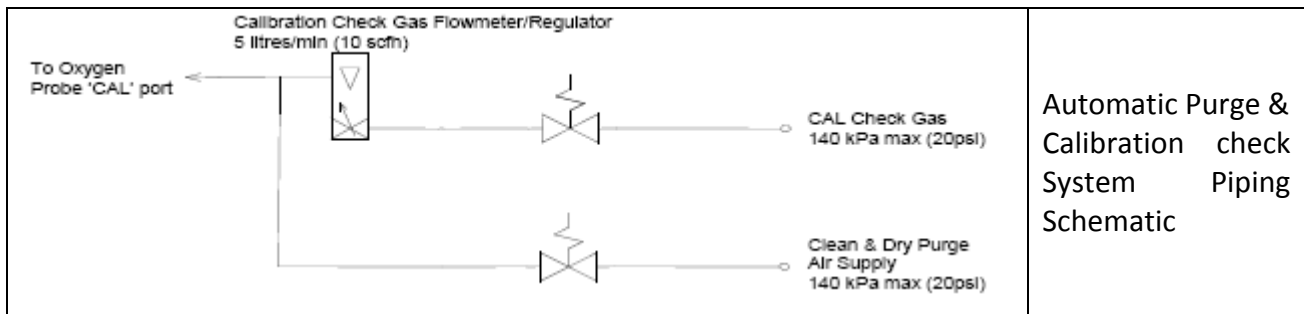 Calibration Check Gas Flowmeter/Regulator
5 litres/min (10 scfh)
To Oxygen
Probe 'CAL' port
CAL Check Gas
140 kPa max (20psi)
Clean & Dry Purge
Air Supply
140 kPa max (20psi)
Automatic Purge &
Calibration check
System Piping
Schematic